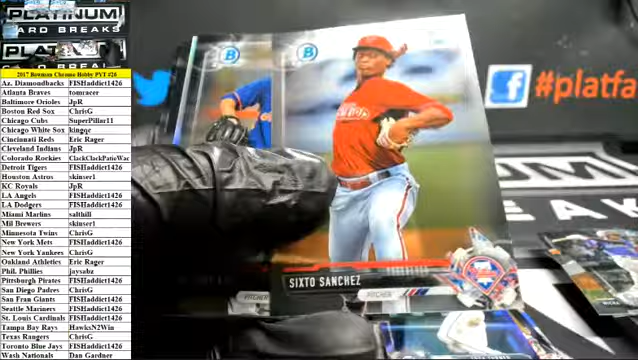 PLATINUM
CARD BREAKS
PLAT
CARD
2017 Bowman Chrome Hobby PYT #26
Az. Diamondbacks FISHaddict1426
Atlanta Braves tomracer
Baltimore Orioles JpR
Boston Red Sox ChrisG
Chicago Cubs SuperPillar11
Chicago White Sox kingqc
Cincinnati Reds Eric Rager
Cleveland Indians JpR
Colorado Rockies ClackClackPatieWac
Detroit Tigers FISHaddict1426
Houston Astros skinser1
KC Royals JpR
LA Angels FISHaddict1426
LA Dodgers FISHaddict1426
Miami Marlins salthill
Mil Brewers skinser1
Minnesota Twins ChrisG
New York Mets FISHaddict1426
New York Yankees ChrisG
Oakland Athletics Eric Rager
Phil. Phillies jaysabz
Pittsburgh Pirates FISHaddict1426
San Diego Padres ChrisG
San Fran Giants FISHaddict1426
Seattle Mariners FISHaddict1426
St. Louis Cardinals FISHaddict1426
Tampa Bay Rays HawksN2Win
Texas Rangers ChrisG
Toronto Blue Jays FISHaddict1426
Wash Nationals Dan Gardner
B
B
SIXTO SANCHEZ
PITCHER
PITCHER
#platfa